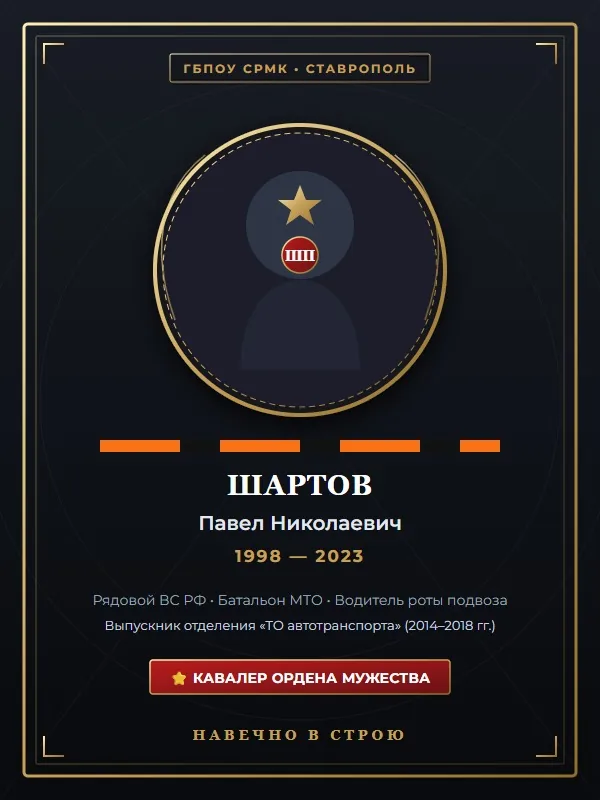 ГБПОУ СРМК • СТАВРОПОЛЬ
ШП
ШАРТОВ
Павел Николаевич
1998 — 2023
Рядовой ВС РФ • Батальон МТО • Водитель роты подвоза
Выпускник отделения «ТО автотранспорта» (2014–2018 гг.)
КАВАЛЕР ОРДЕНА МУЖЕСТВА
НАВЕЧНО В СТРОЮ